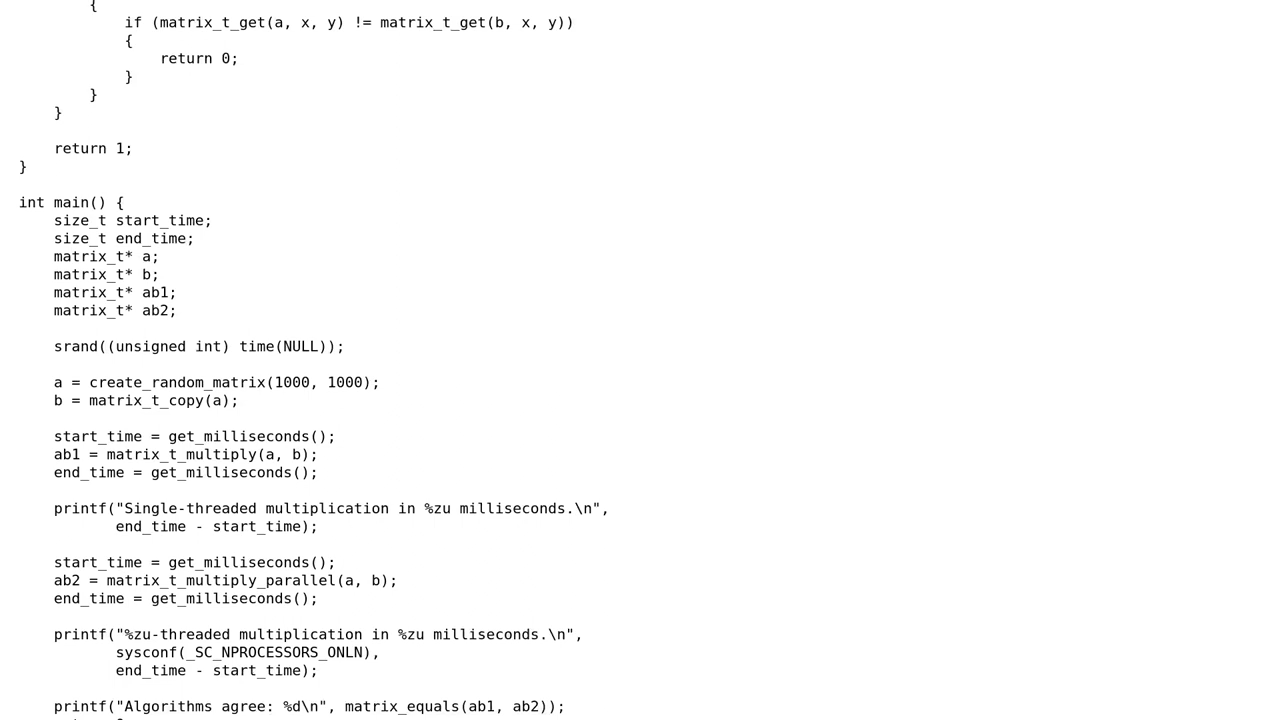 {
if (matrix_t_get(a, x, y) != matrix_t_get(b, x, y))
{
return 0;
}
}
}
return 1;
}
int main() {
size_t start_time;
size_t end_time;
matrix_t* a;
matrix_t* b;
matrix_t* ab1;
matrix_t* ab2;
srand((unsigned int) time(NULL));
a = create_random_matrix(1000, 1000);
b = matrix_t_copy(a);
start_time = get_milliseconds();
ab1 = matrix_t_multiply(a, b);
end_time = get_milliseconds();
printf("Single-threaded multiplication in %zu milliseconds.\n",
end_time - start_time);
start_time = get_milliseconds();
ab2 = matrix_t_multiply_parallel(a, b);
end_time = get_milliseconds();
printf("%zu-threaded multiplication in %zu milliseconds.\n",
sysconf(_SC_NPROCESSORS_ONLN),
end_time - start_time);
printf("Algorithms agree: %d\n", matrix_equals(ab1, ab2));